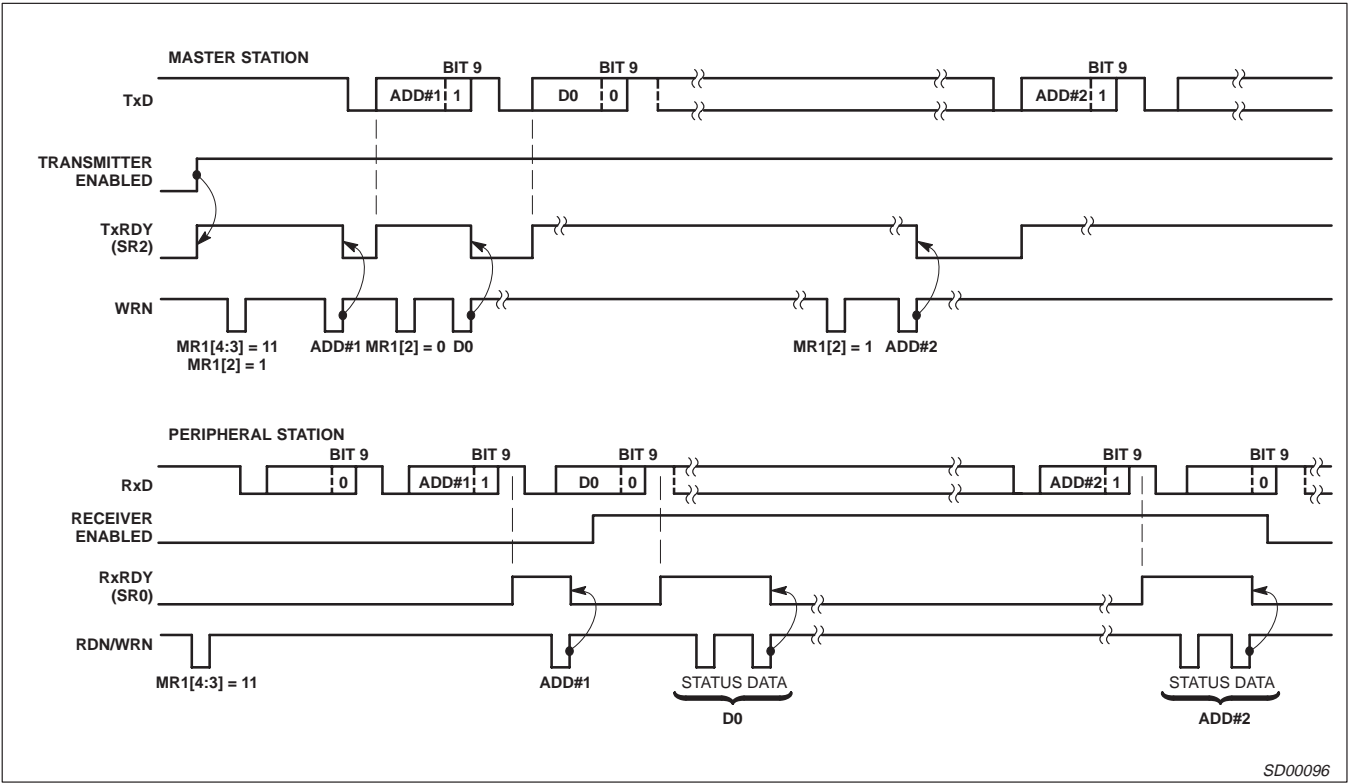 MASTER STATION
BIT 9 BIT 9 BIT 9
TxD ADD#1 1 D0 0 ADD#2 1
TRANSMITTER
ENABLED
TxRDY
(SR2)
WRN
MR1[4:3] = 11 ADD#1 MR1[2] = 0 D0 MR1[2] = 1 ADD#2
MR1[2] = 1
PERIPHERAL STATION
BIT 9 BIT 9 BIT 9 BIT 9 BIT 9
RxD 0 ADD#1 1 D0 0 ADD#2 1 0
RECEIVER
ENABLED
RxRDY
(SR0)
RDN/WRN
MR1[4:3] = 11 ADD#1 STATUS DATA STATUS DATA
D0 ADD#2
SD00096